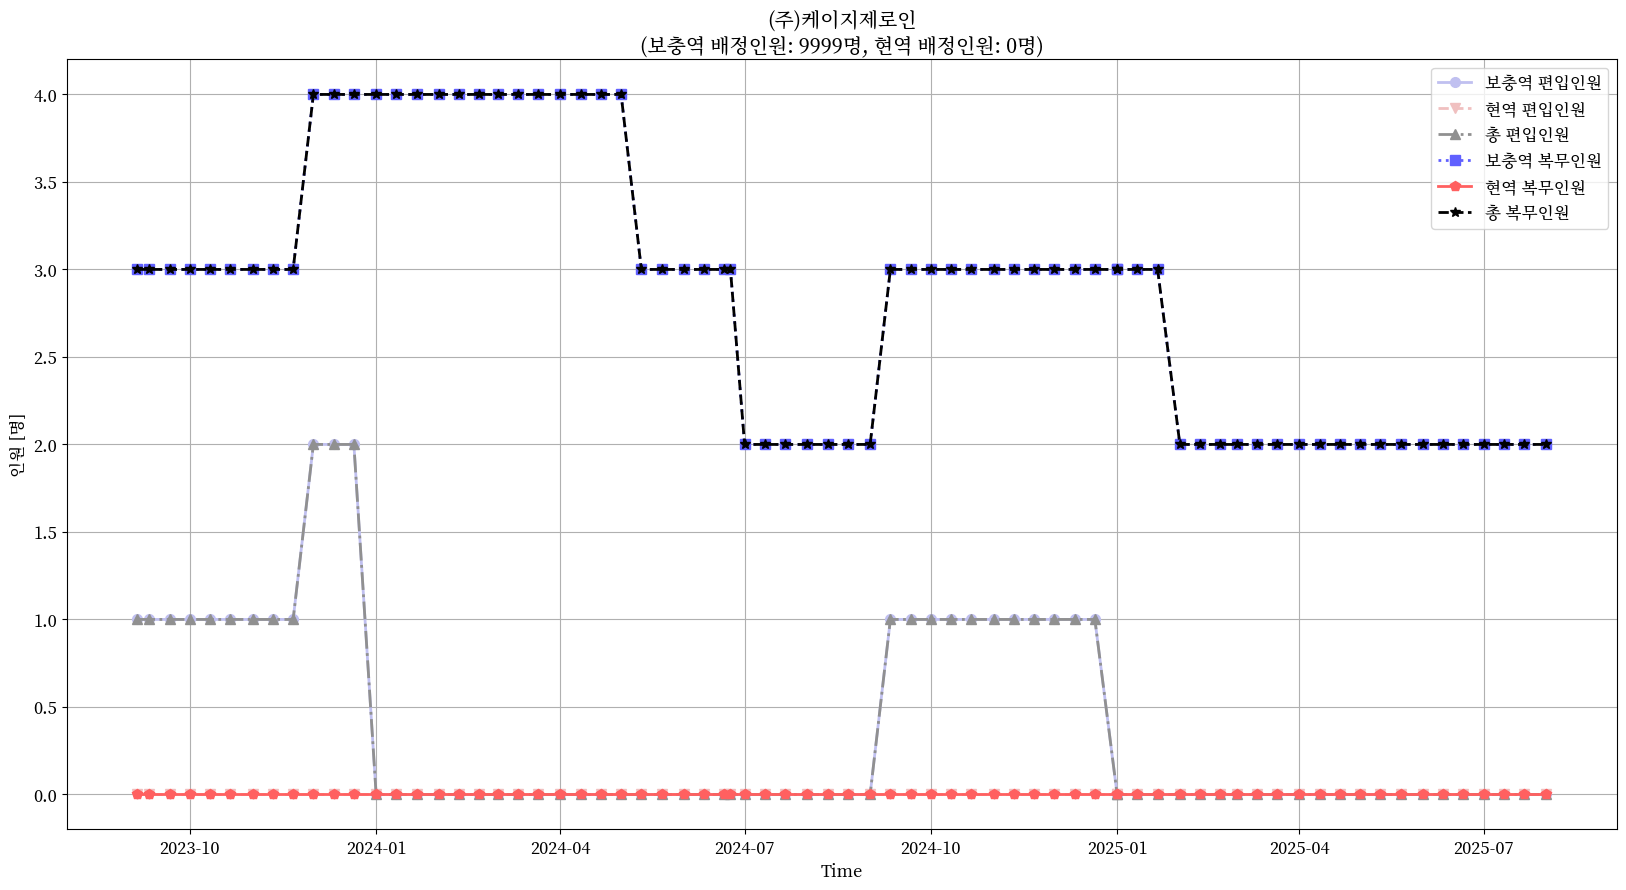 (주)케이지제로인
(보충역 배정인원: 9999명, 현역 배정인원: 0명)
보충역 편입인원
현역 편입인원
총 편입인원
보충역 복무인원
현역 복무인원
총 복무인원
4.0
3.5
3.0
2.5
2.0
1.5
1.0
0.5
0.0
인원 [명]
2023-10
2024-01
2024-04
2024-07
2024-10
2025-01
2025-04
2025-07
Time